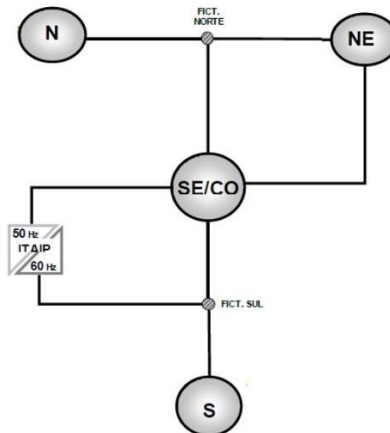 FICT.
NORTE
N
NE
SE/CO
50 Hz
ITAIP
60 Hz
FICT. SUL
S